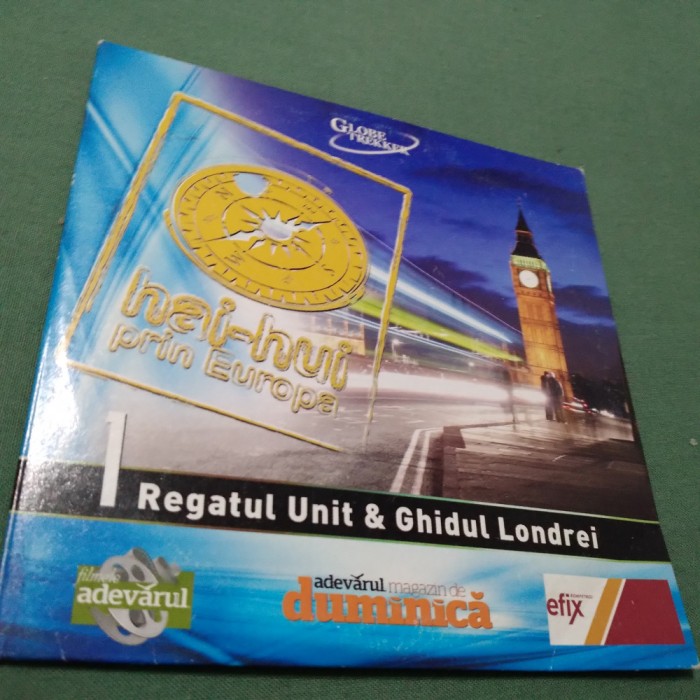 GLOBE
TREKKER
hai-hui
prin Europa
1 Regatul Unit & Ghidul Londrei
filmele
adevărul
adevărul magazin de
duminică
efix